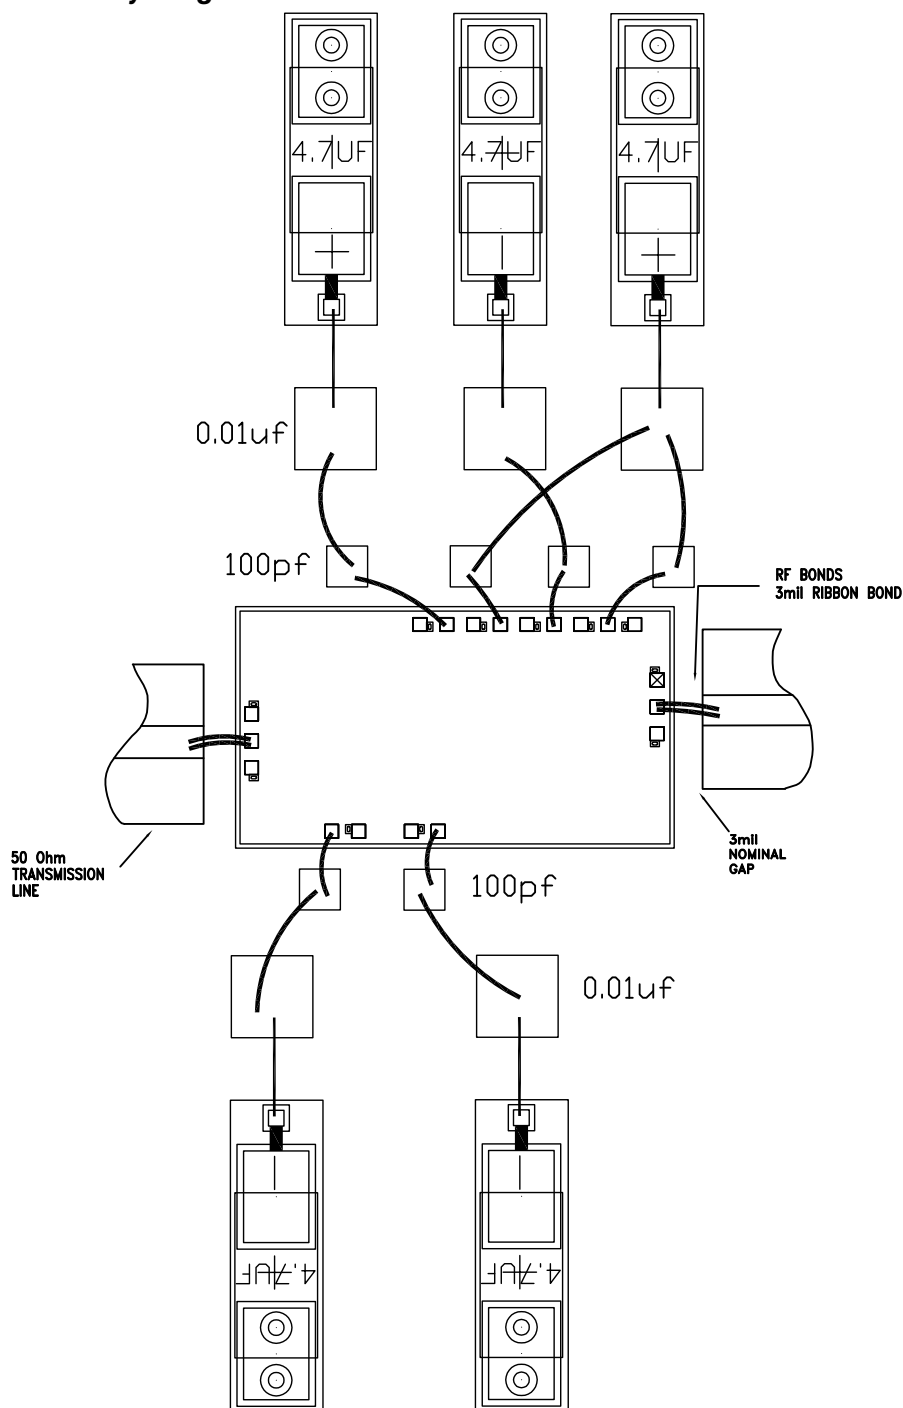 4.7UF
4.7UF
4.7UF
0.01uf
100pf
RF BONDS
3mil RIBBON BOND
50 Ohm
TRANSMISSION
LINE
3mil
NOMINAL
GAP
100pf
0.01uf
4.7UF
4.7UF